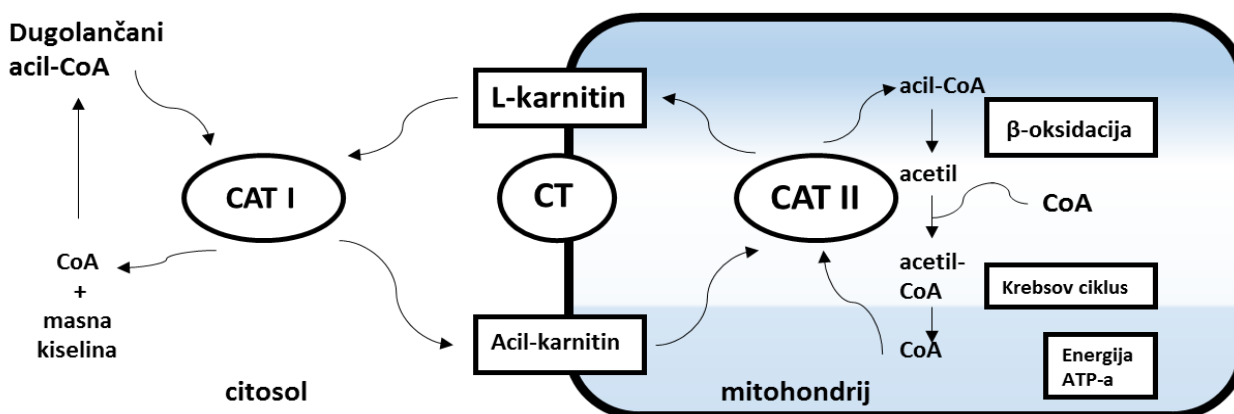 Dugolančani
acil-CoA
L-karnitin
acil-CoA
β-oksidacija
CAT I
CT
CAT II
acetil
CoA
CoA
+
masna
kiselina
acetil-
CoA
Krebsov ciklus
Acil-karnitin
CoA
Energija
ATP-a
citosol
mitohondrij